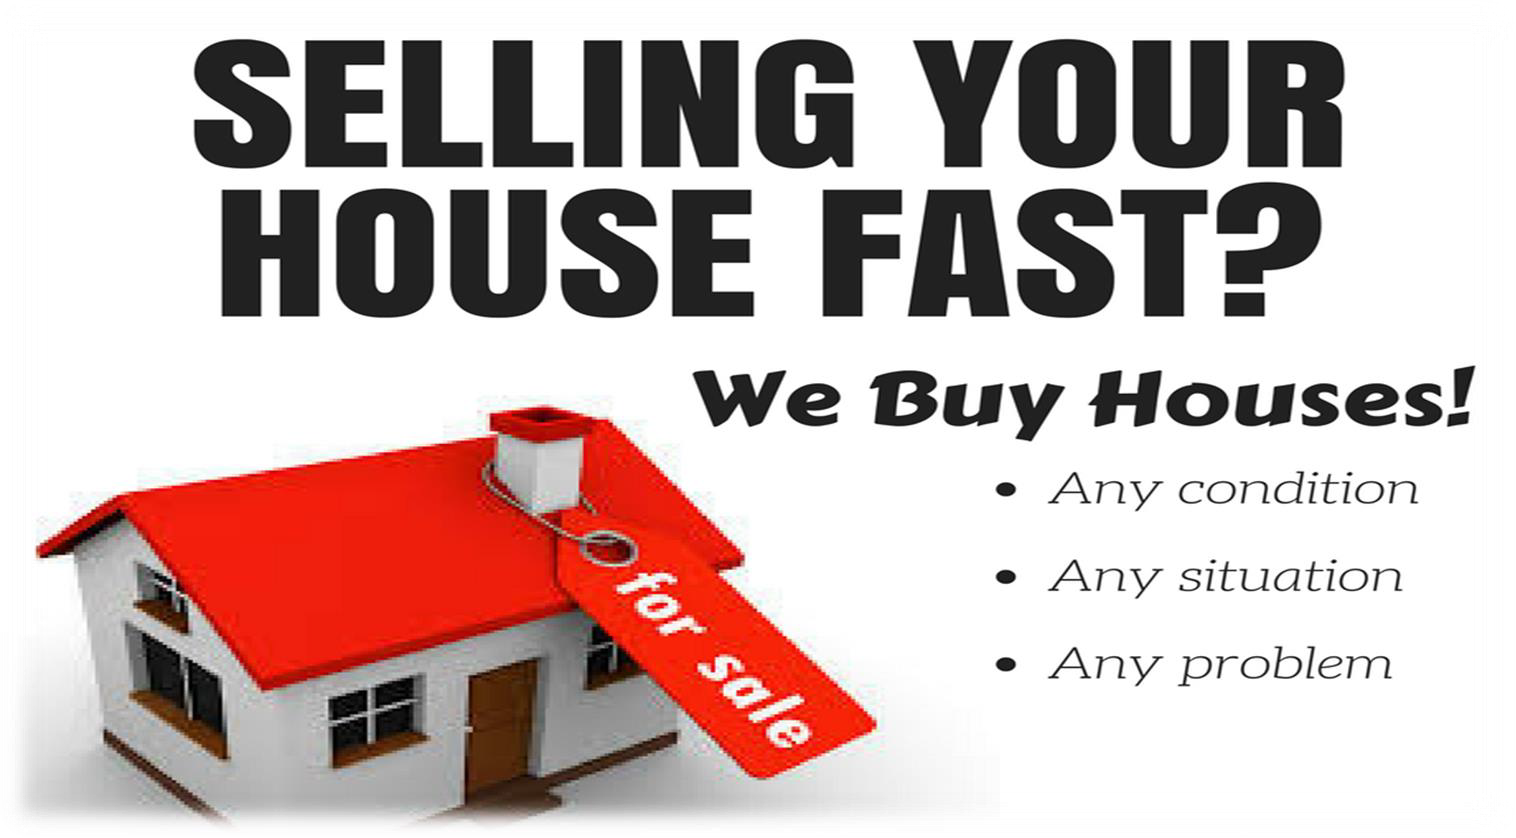 SELLING YOUR
HOUSE FAST?
We Buy Houses!
• Any condition
• Any situation
• Any problem
for sale